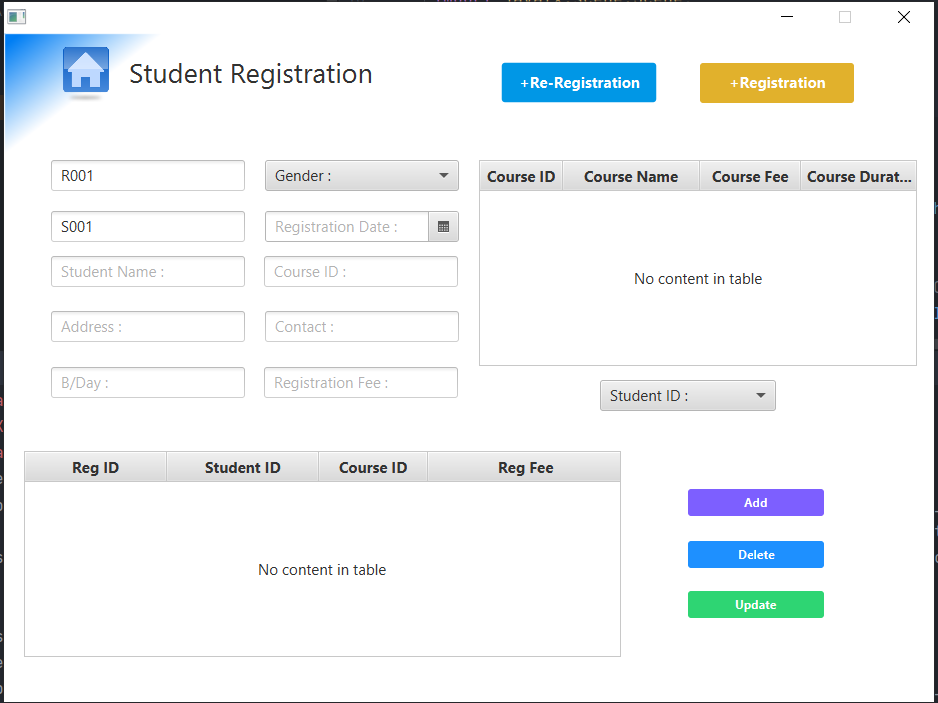 Student Registration
+Re-Registration
+Registration
R001
Gender :
Course ID
Course Name
Course Fee
Course Durat...
S001
Registration Date :
Student Name :
Course ID :
No content in table
Address :
Contact :
B/Day :
Registration Fee :
Student ID :
Reg ID
Student ID
Course ID
Reg Fee
Add
Delete
No content in table
Update